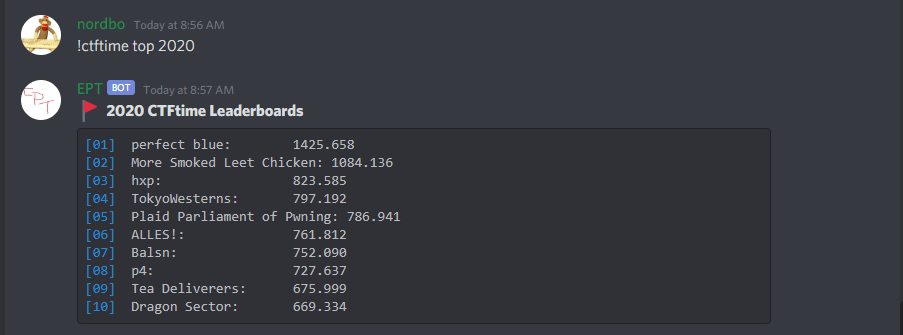 nordbo Today at 8:56 AM
!ctftime top 2020
EPT
EPT BOT Today at 8:57 AM
2020 CTFtime Leaderboards
[01] perfect blue: 1425.658
[02] More Smoked Leet Chicken: 1084.136
[03] hxp: 823.585
[04] TokyoWesterns: 797.192
[05] Plaid Parliament of Pwning: 786.941
[06] ALLES!: 761.812
[07] Balsn: 752.090
[08] p4: 727.637
[09] Tea Deliverers: 675.999
[10] Dragon Sector: 669.334